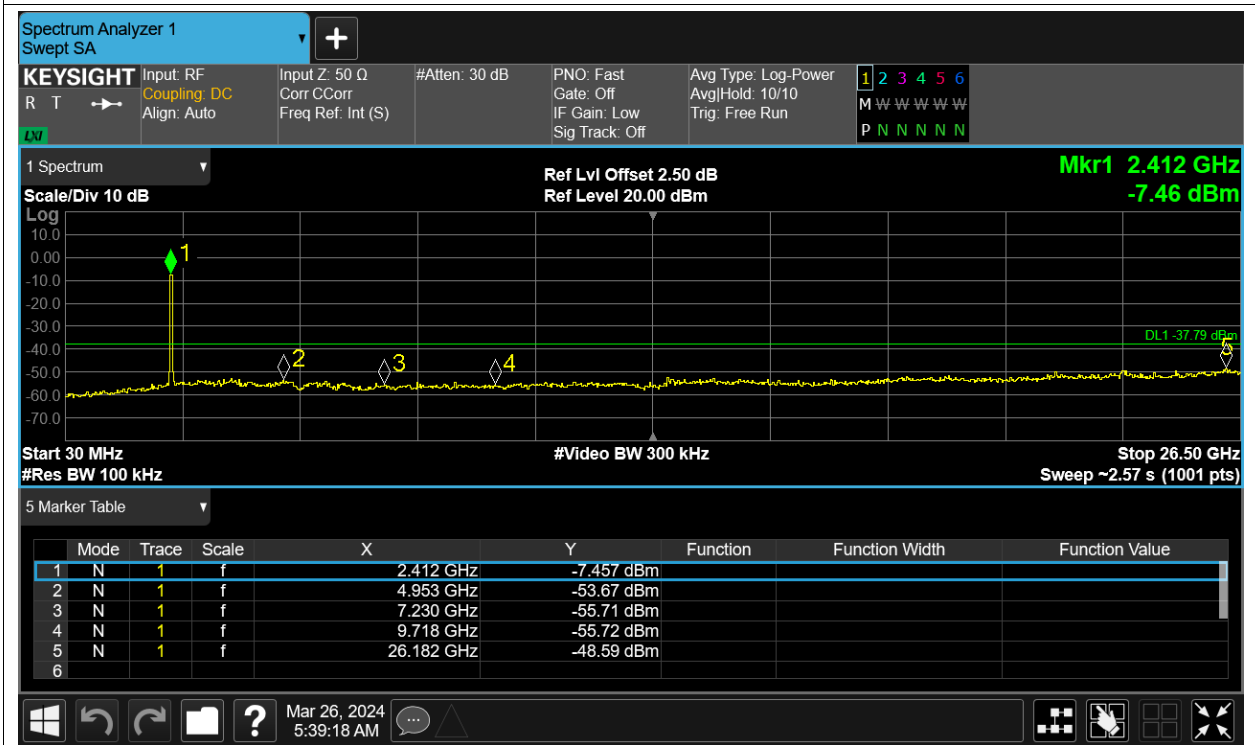 Spectrum Analyzer 1
Swept SA
KEYSIGHT
R T
LXI
Input: RF
Coupling: DC
Align: Auto
Input Z: 50 Ω
Corr CCorr
Freq Ref: Int (S)
#Atten: 30 dB
PNO: Fast
Gate: Off
IF Gain: Low
Sig Track: Off
Avg Type: Log-Power
Avg|Hold: 10/10
Trig: Free Run
1 2 3 4 5 6
M W W W W W
P N N N N N
1 Spectrum
Scale/Div 10 dB
Ref Lvl Offset 2.50 dB
Ref Level 20.00 dBm
Mkr1 2.412 GHz
-7.46 dBm
Log
10.0
0.00
-10.0
-20.0
-30.0
-40.0
-50.0
-60.0
-70.0
1
2
3
4
5
DL1 -37.79 dBm
Start 30 MHz
#Res BW 100 kHz
#Video BW 300 kHz
Stop 26.50 GHz
Sweep ~2.57 s (1001 pts)
5 Marker Table
Mode Trace Scale X Y Function Function Width Function Value
1 N 1 f 2.412 GHz -7.457 dBm
2 N 1 f 4.953 GHz -53.67 dBm
3 N 1 f 7.230 GHz -55.71 dBm
4 N 1 f 9.718 GHz -55.72 dBm
5 N 1 f 26.182 GHz -48.59 dBm
6
?
Mar 26, 2024
5:39:18 AM